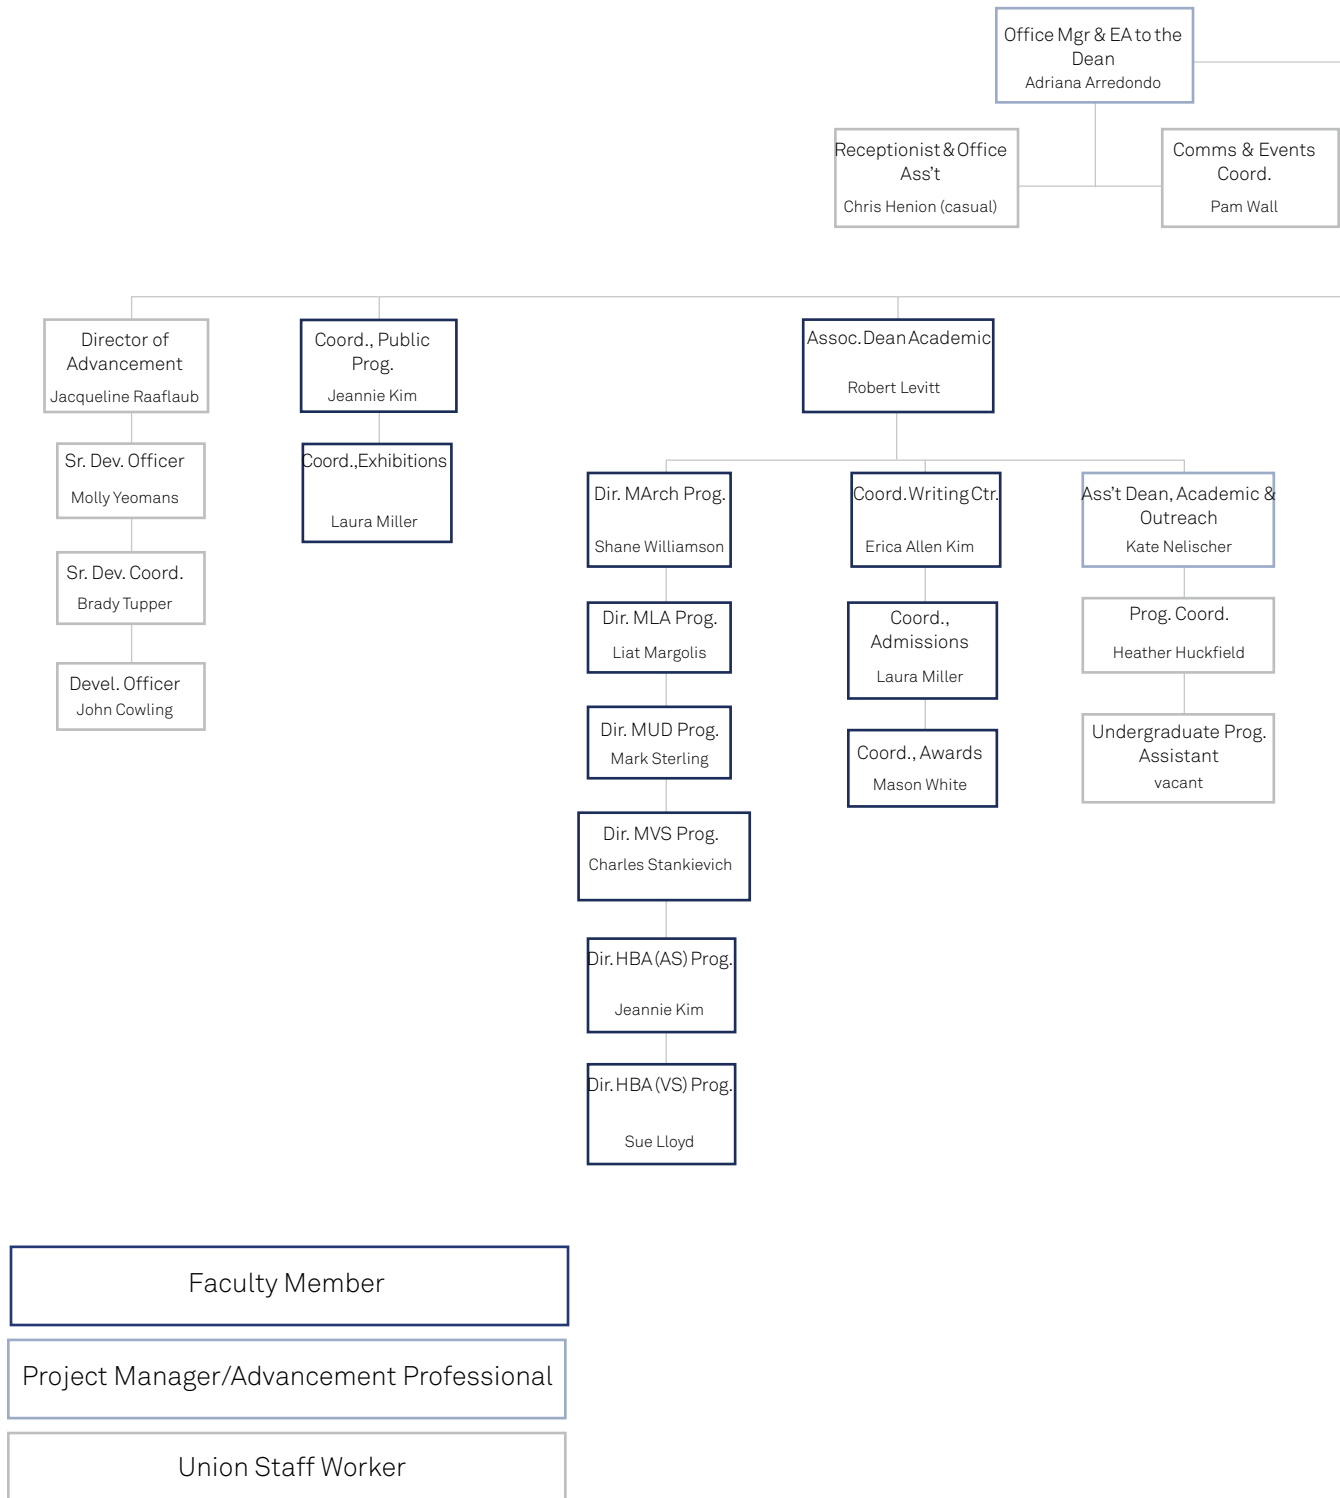 Office Mgr & EA to the
Dean
Adriana Arredondo
Receptionist & Office
Ass't
Chris Henion (casual)
Comms & Events
Coord.
Pam Wall
Director of
Advancement
Jacqueline Raaflaub
Sr. Dev. Officer
Molly Yeomans
Sr. Dev. Coord.
Brady Tupper
Devel. Officer
John Cowling
Coord., Public
Prog.
Jeannie Kim
Coord., Exhibitions
Laura Miller
Assoc. Dean Academic
Robert Levitt
Dir. MArch Prog.
Shane Williamson
Dir. MLA Prog.
Liat Margolis
Dir. MUD Prog.
Mark Sterling
Dir. MVS Prog.
Charles Stankievich
Dir. HBA (AS) Prog.
Jeannie Kim
Dir. HBA (VS) Prog.
Sue Lloyd
Coord. Writing Ctr.
Erica Allen Kim
Coord.,
Admissions
Laura Miller
Coord., Awards
Mason White
Ass't Dean, Academic &
Outreach
Kate Nelischer
Prog. Coord.
Heather Huckfield
Undergraduate Prog.
Assistant
vacant
Faculty Member
Project Manager/Advancement Professional
Union Staff Worker